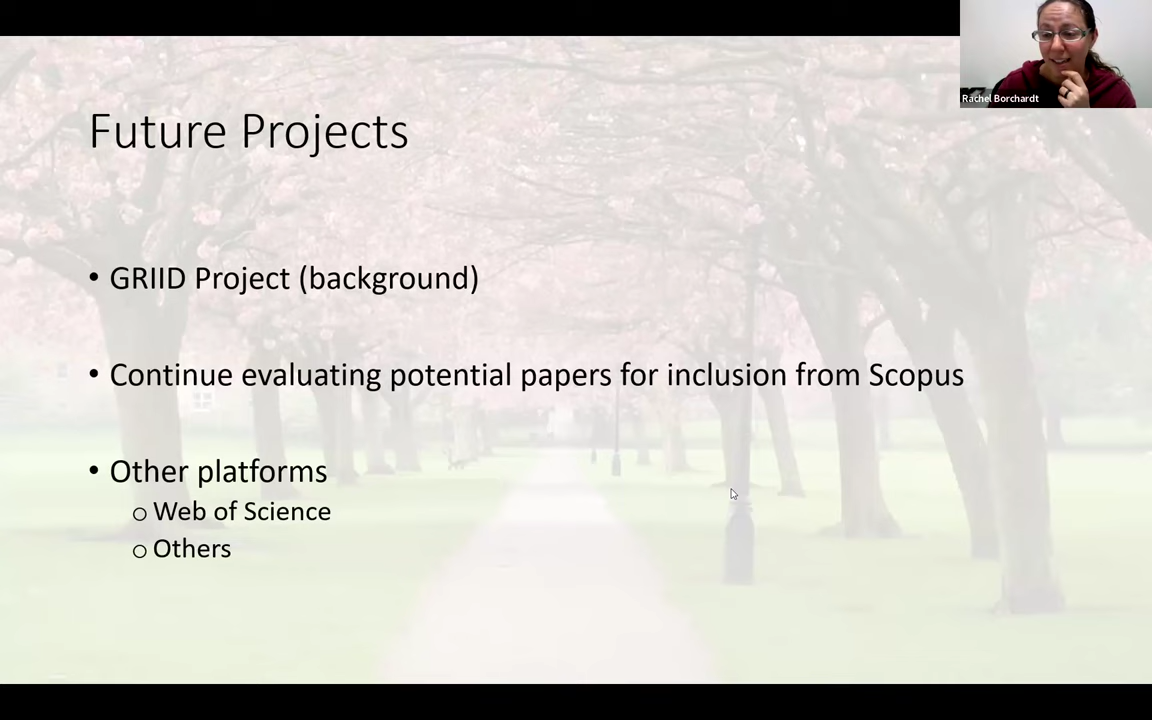 Rachel Borchardt
Future Projects
• GRIID Project (background)
• Continue evaluating potential papers for inclusion from Scopus
• Other platforms
o Web of Science
o Others